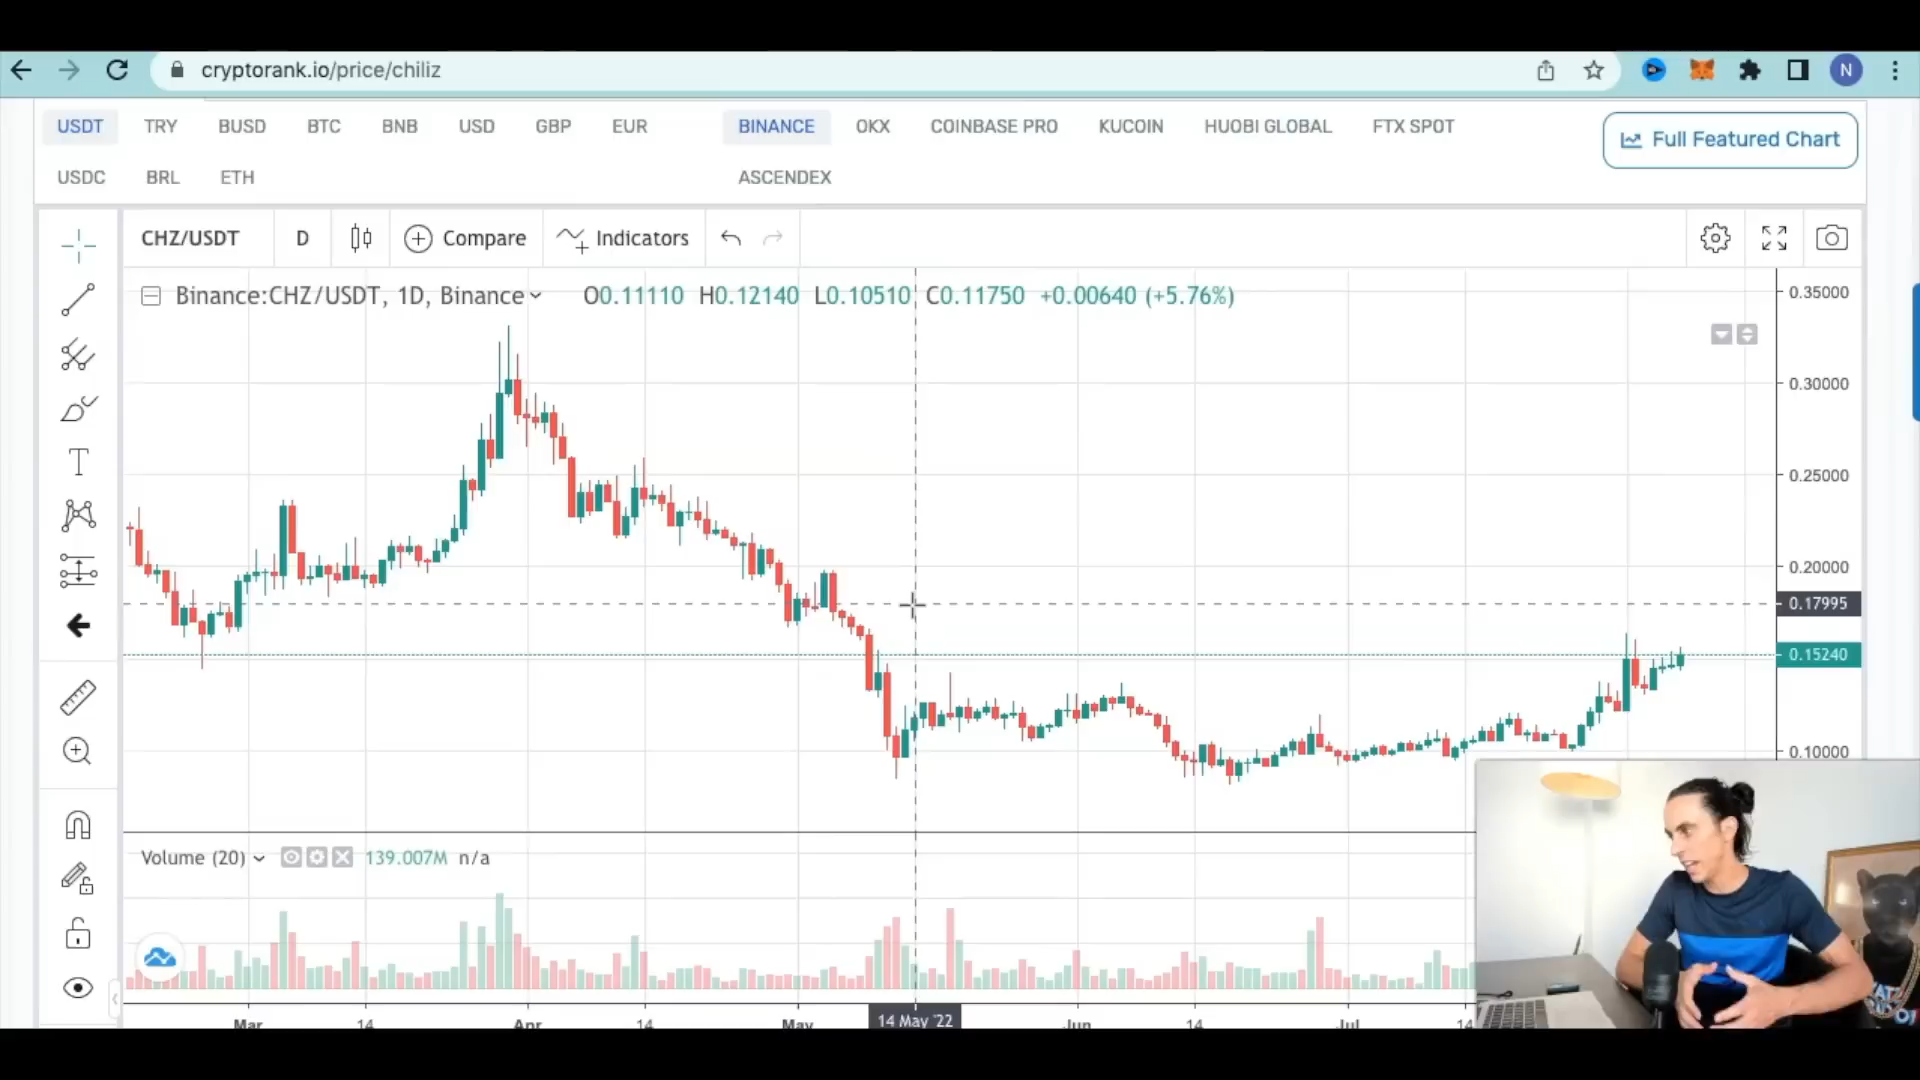 cryptorank.io/price/chiliz
N
USDT TRY BUSD BTC BNB USD GBP EUR BINANCE OKX COINBASE PRO KUCOIN HUOBI GLOBAL FTX SPOT
Full Featured Chart
USDC BRL ETH ASCENDEX
CHZ/USDT D Compare Indicators
Binance:CHZ/USDT, 1D, Binance O0.11110 H0.12140 L0.10510 C0.11750 +0.00640 (+5.76%)
0.35000
0.30000
0.25000
0.20000
0.17995
0.15240
0.10000
Volume (20) 139.007M n/a
Mar 14 Apr 14 May 14 May '22 Jun 14 Jul 14